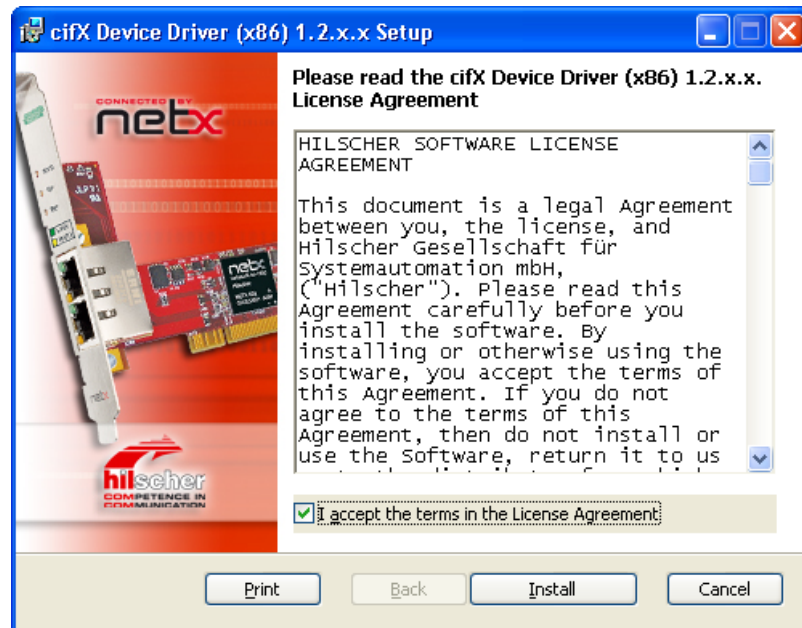 cifX Device Driver (x86) 1.2.x.x Setup
CONNECTED BY
netx
netx
netx
hilscher
COMPETENCE IN
COMMUNICATION
Please read the cifX Device Driver (x86) 1.2.x.x.
License Agreement
HILSCHER SOFTWARE LICENSE
AGREEMENT
This document is a legal Agreement
between you, the license, and
Hilscher Gesellschaft für
Systemautomation mbH,
("Hilscher"). Please read this
Agreement carefully before you
install the software. By
installing or otherwise using the
software, you accept the terms of
this Agreement. If you do not
agree to the terms of this
Agreement, then do not install or
use the Software, return it to us
I accept the terms in the License Agreement
Print
Back
Install
Cancel